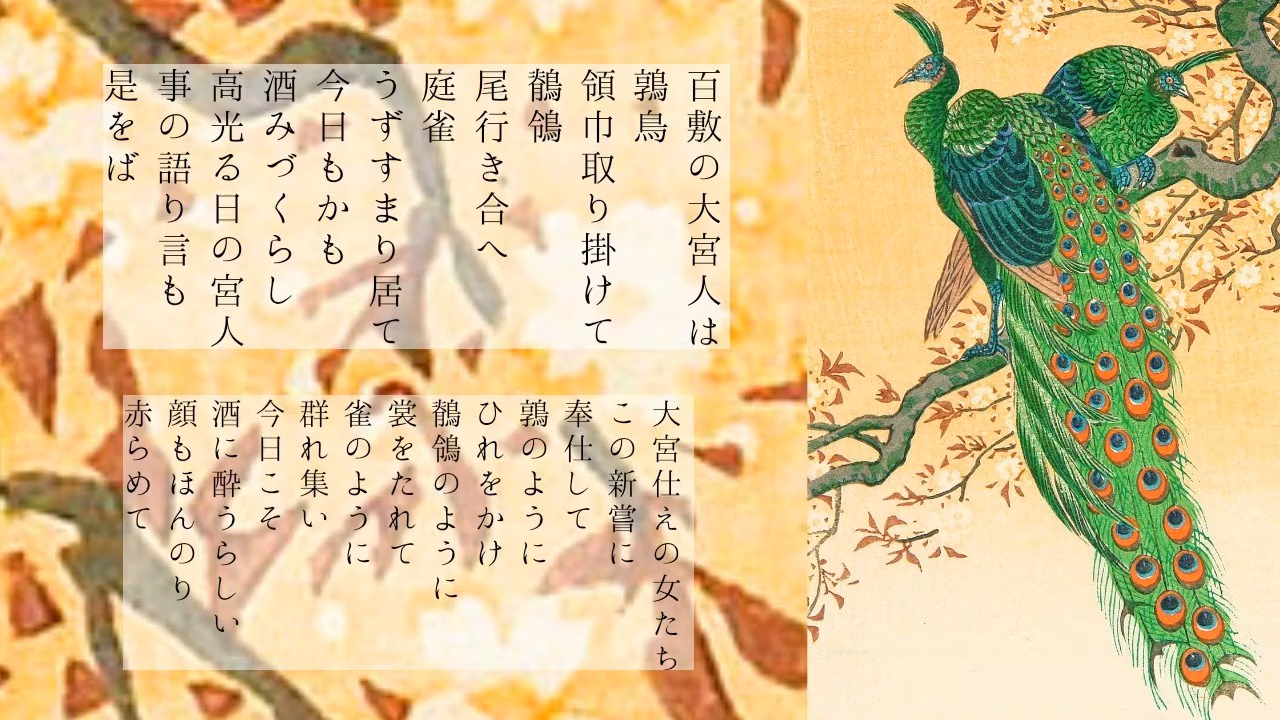 百敷の大宮人は
鶉鳥
領巾取り掛けて
鶺鴒
尾行き合へ
庭雀
うずすまり居て
今日もかも
酒みづくらし
高光る日の宮人
事の語り言も
是をば
大宮仕えの女たち
この新嘗に
奉仕して
鶉のように
ひれをかけ
鶺鴒のように
裳をたれて
雀のように
群れ集い
今日こそ
酒に酔うらしい
顔もほんのり
赤らめて